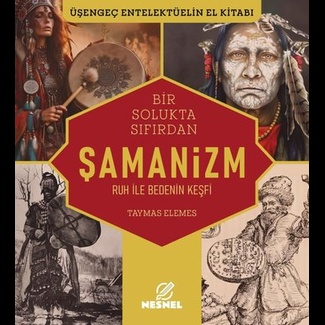 ÜŞENGEÇ ENTELEKTÜELİN EL KİTABI
BİR
SOLUKTA
SIFIRDAN
ŞAMANİZM
RUH İLE BEDENİN KEŞFİ
TAYMAS ELEMES
NESNEL